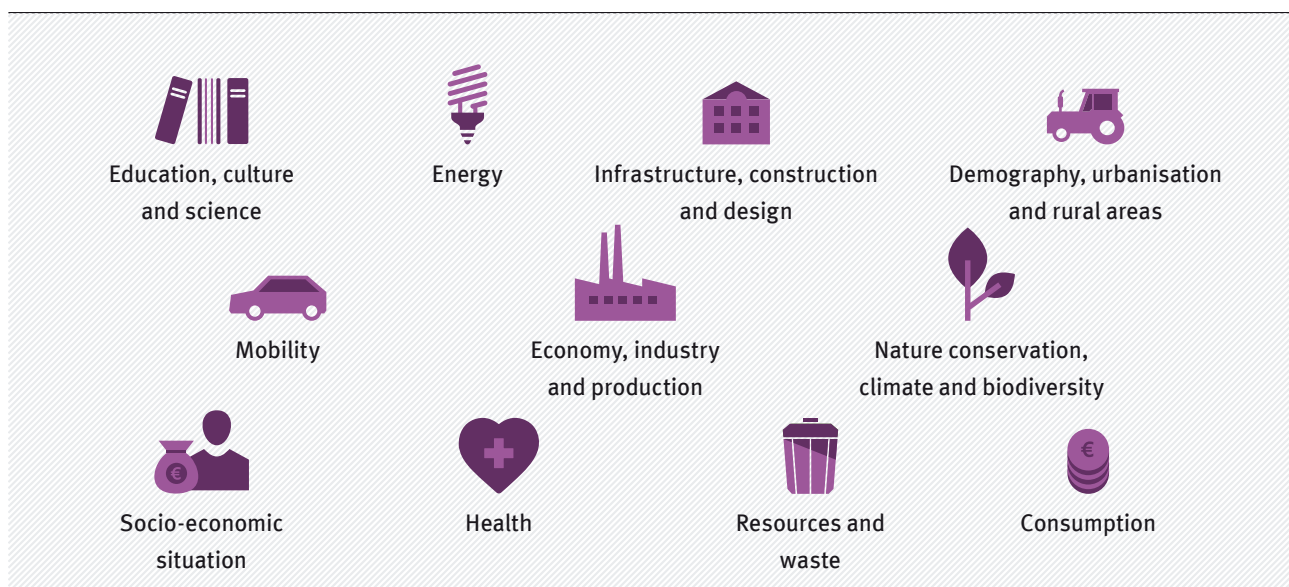 Education, culture
and science
Energy
Infrastructure, construction
and design
Demography, urbanisation
and rural areas
Mobility
Economy, industry
and production
Nature conservation,
climate and biodiversity
€
Socio-economic
situation
Health
Resources and
waste
€
Consumption